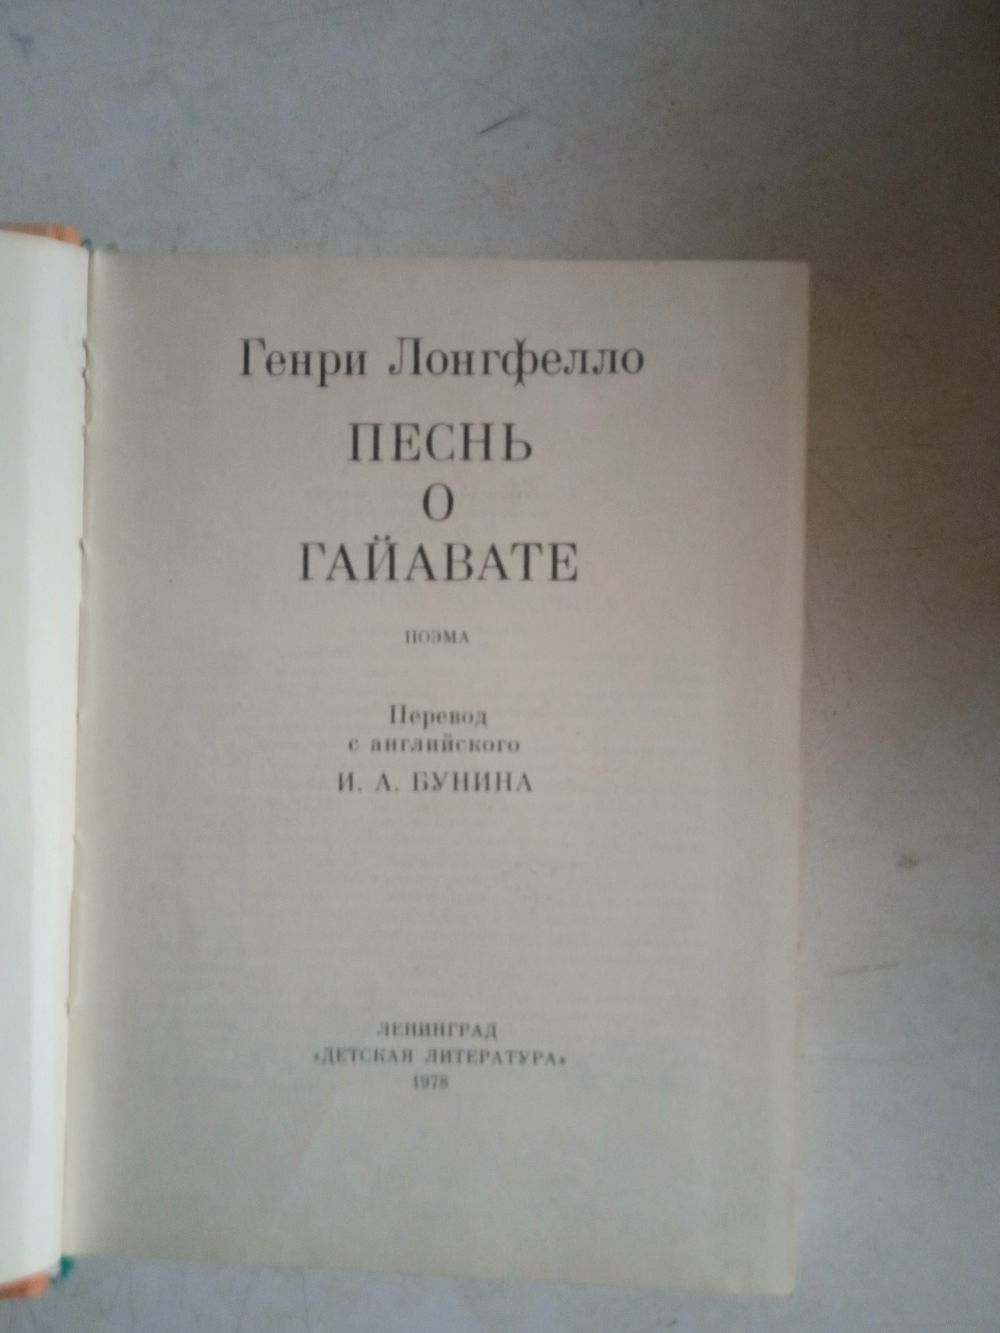 Генри Лонгфелло
ПЕСНЬ
О
ГАЙАВАТЕ
ПОЭМА
Перевод
с английского
И. А. БУНИНА
ЛЕНИНГРАД
«ДЕТСКАЯ ЛИТЕРАТУРА»
1978